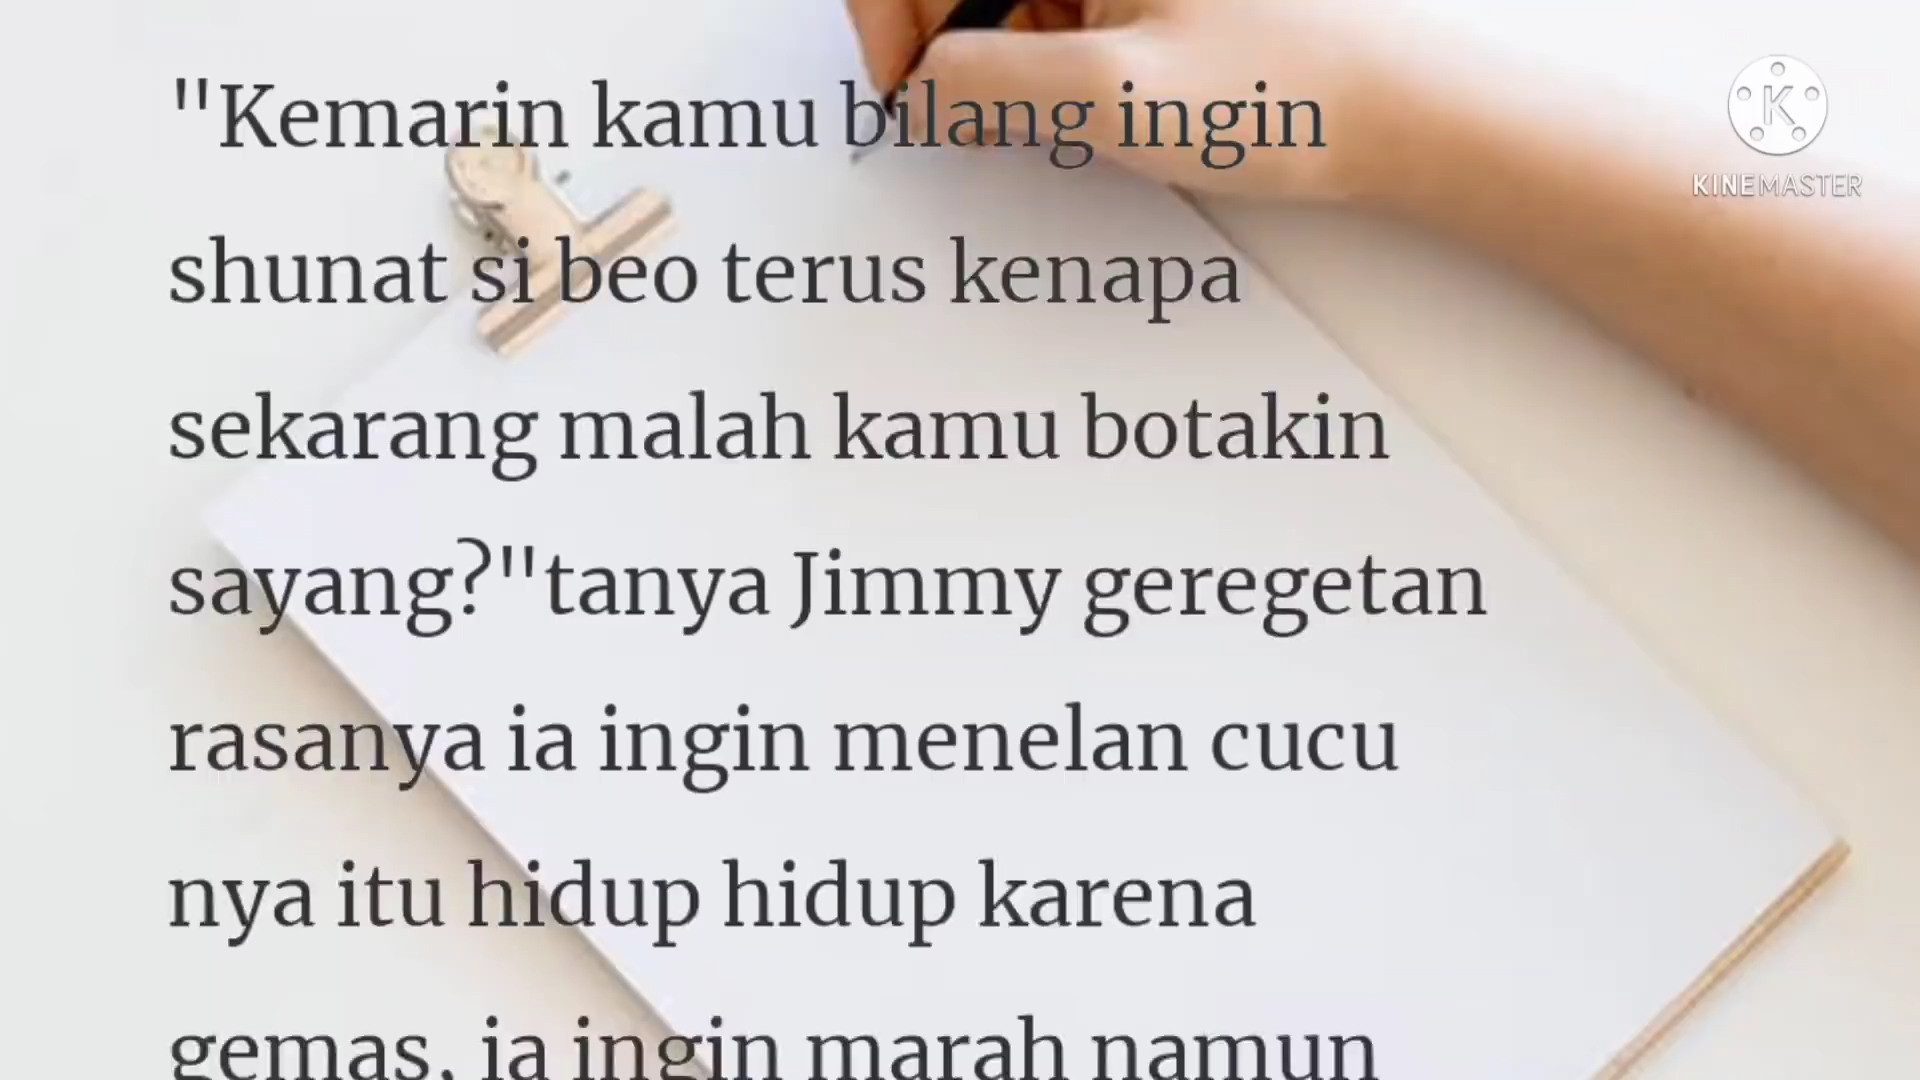 "Kemarin kamu bilang ingin
shunat si beo terus kenapa
sekarang malah kamu botakin
sayang?"tanya Jimmy geregetan
rasanya ia ingin menelan cucu
nya itu hidup hidup karena
gemas, ia ingin marah namun
K
KINEMASTER